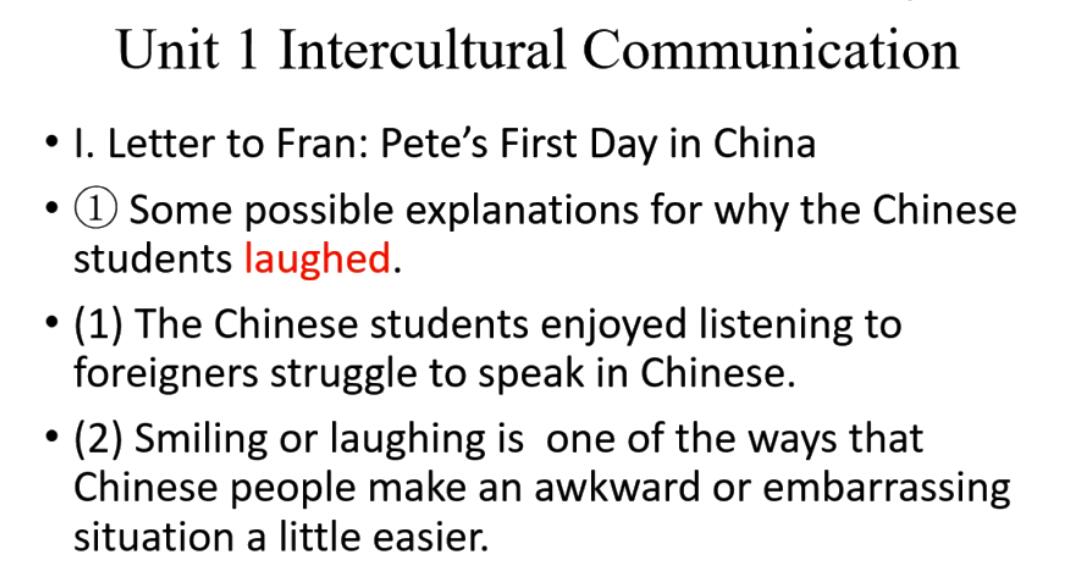 Unit 1 Intercultural Communication
• I. Letter to Fran: Pete’s First Day in China
• ① Some possible explanations for why the Chinese
students laughed.
• (1) The Chinese students enjoyed listening to
foreigners struggle to speak in Chinese.
• (2) Smiling or laughing is  one of the ways that
Chinese people make an awkward or embarrassing
situation a little easier.